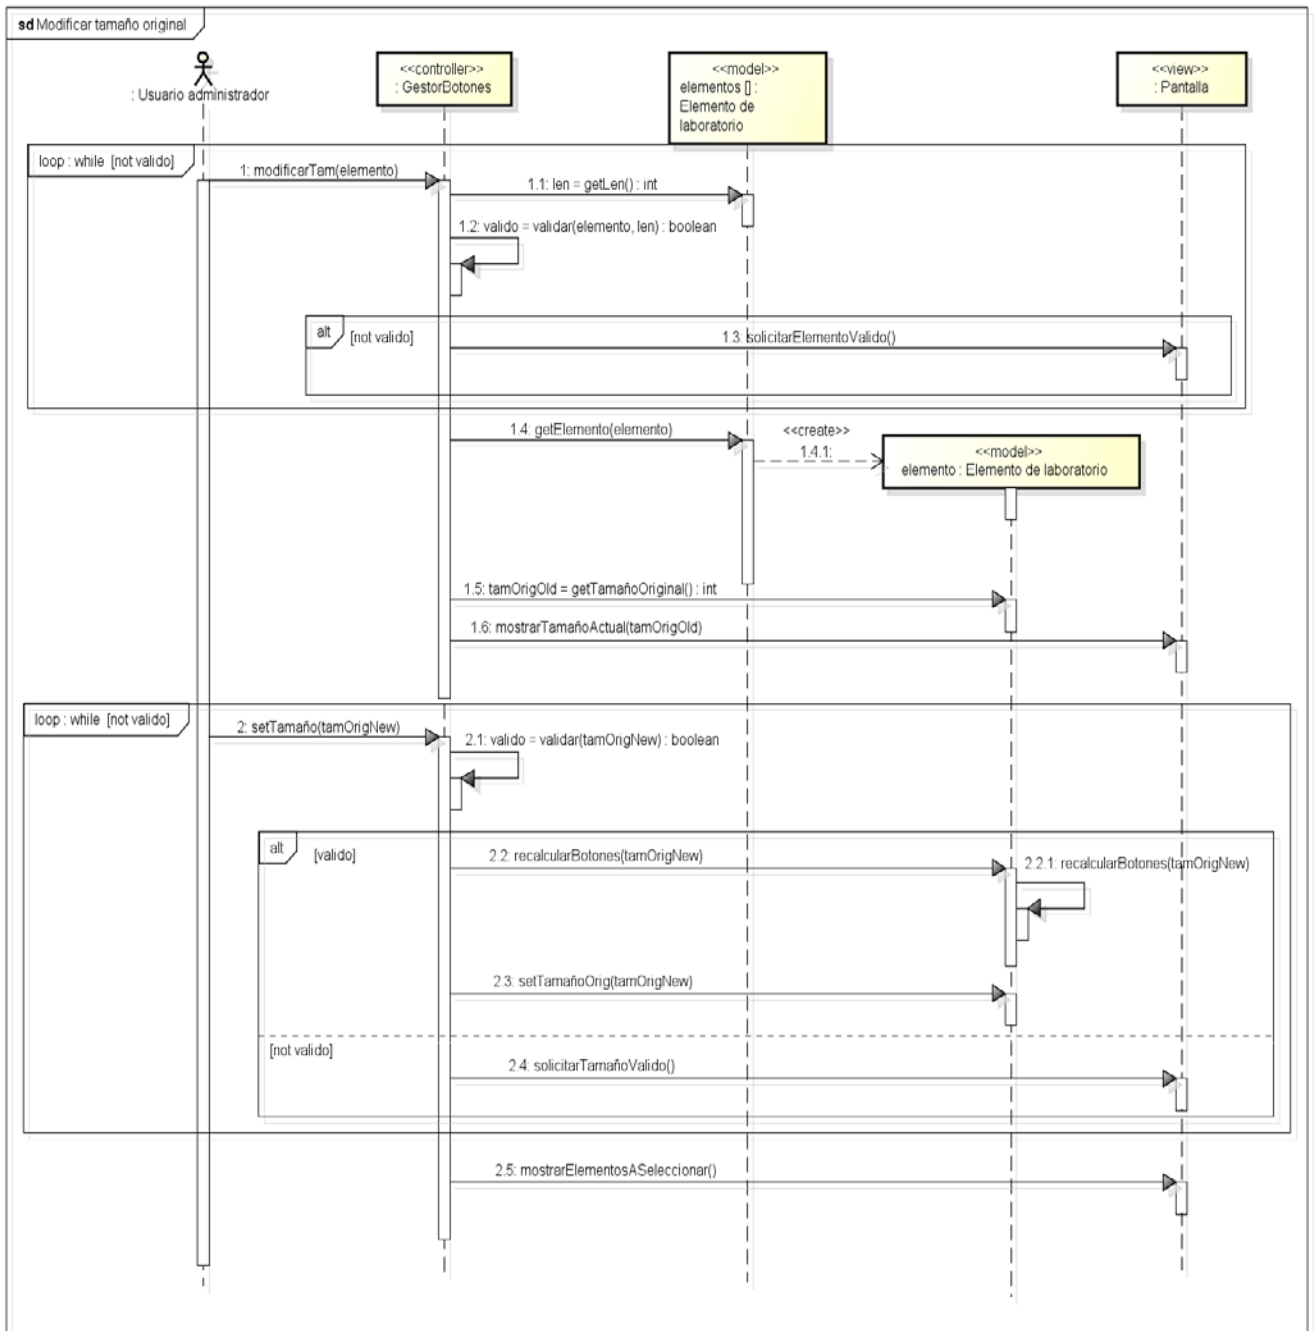 sd Modificar tamaño original
: Usuario administrador
<<controller>>
: GestorBotones
<<model>>
elementos [] :
Elemento de
laboratorio
<<view>>
: Pantalla
loop : while [not valido]
1: modificarTam(elemento)
1.1: len = getLen() : int
1.2: valido = validar(elemento, len) : boolean
alt
[not valido]
1.3: solicitarElementoValido()
1.4: getElemento(elemento)
<<create>>
1.4.1:
<<model>>
elemento : Elemento de laboratorio
1.5: tamOrigOld = getTamañoOriginal() : int
1.6: mostrarTamañoActual(tamOrigOld)
loop : while [not valido]
2: setTamaño(tamOrigNew)
2.1: valido = validar(tamOrigNew) : boolean
alt
[valido]
2.2: recalcularBotones(tamOrigNew)
2.2.1: recalcularBotones(tamOrigNew)
2.3: setTamañoOrig(tamOrigNew)
[not valido]
2.4: solicitarTamañoValido()
2.5: mostrarElementosASeleccionar()